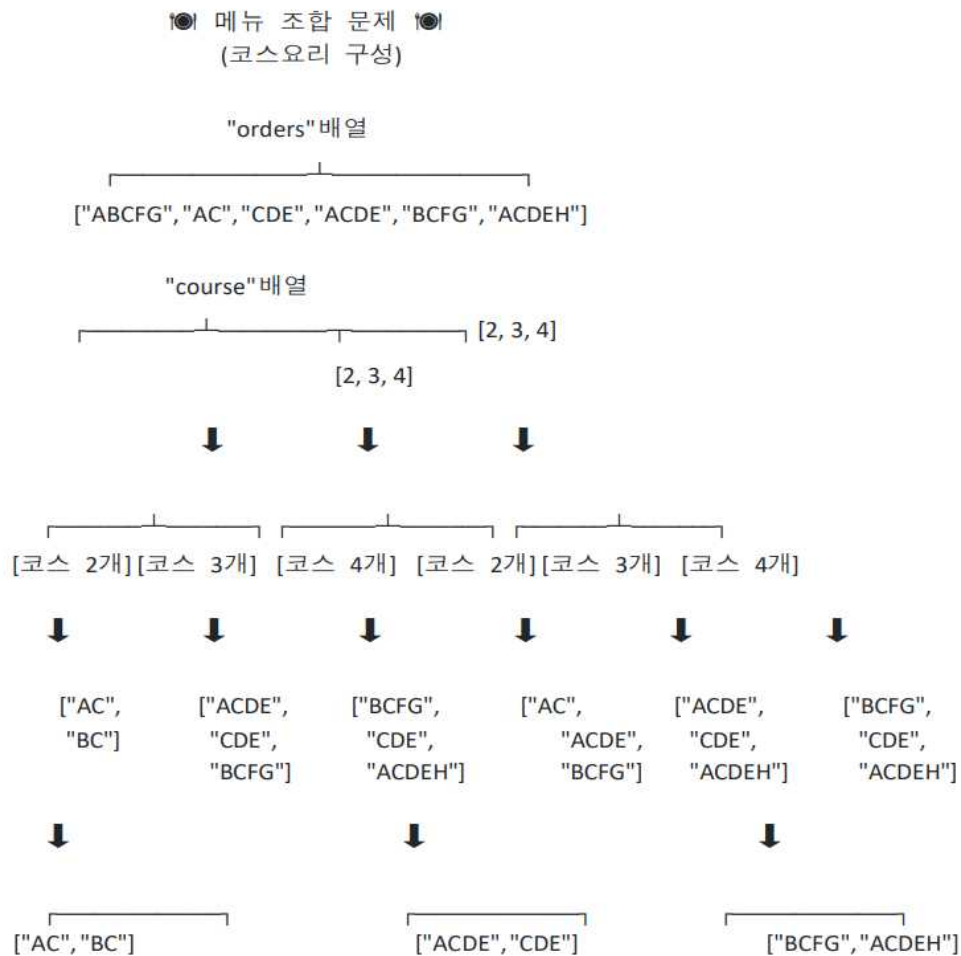 🍽 메뉴 조합 문제 🍽
(코스요리 구성)
"orders"배열
["ABCFG","AC","CDE","ACDE","BCFG","ACDEH"]
"course"배열
[2, 3, 4]
[2, 3, 4]
[코스 2개] [코스 3개] [코스 4개] [코스 2개] [코스 3개] [코스 4개]
["AC", ["ACDE", ["BCFG", ["AC", ["ACDE", ["BCFG",
"BC"] "CDE", "CDE", "ACDE", "CDE", "CDE",
"BCFG"] "ACDEH"] "BCFG"] "ACDEH"] "ACDEH"]
["AC","BC"] ["ACDE","CDE"] ["BCFG","ACDEH"]